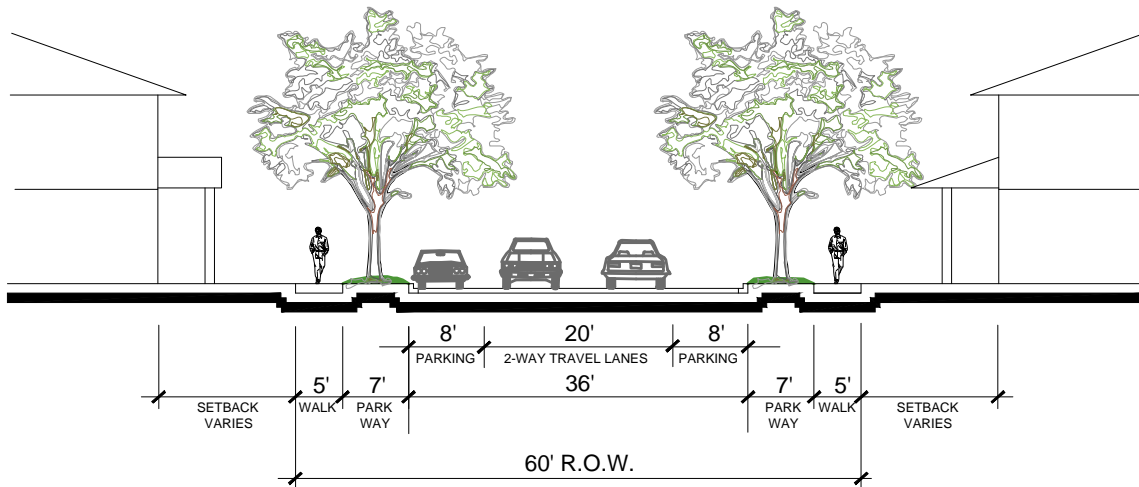 8' 20' 8'
PARKING 2-WAY TRAVEL LANES PARKING
5' 7' 36' 7' 5'
SETBACK VARIES
WALK
PARK WAY
PARK WAY
WALK
SETBACK VARIES
60' R.O.W.